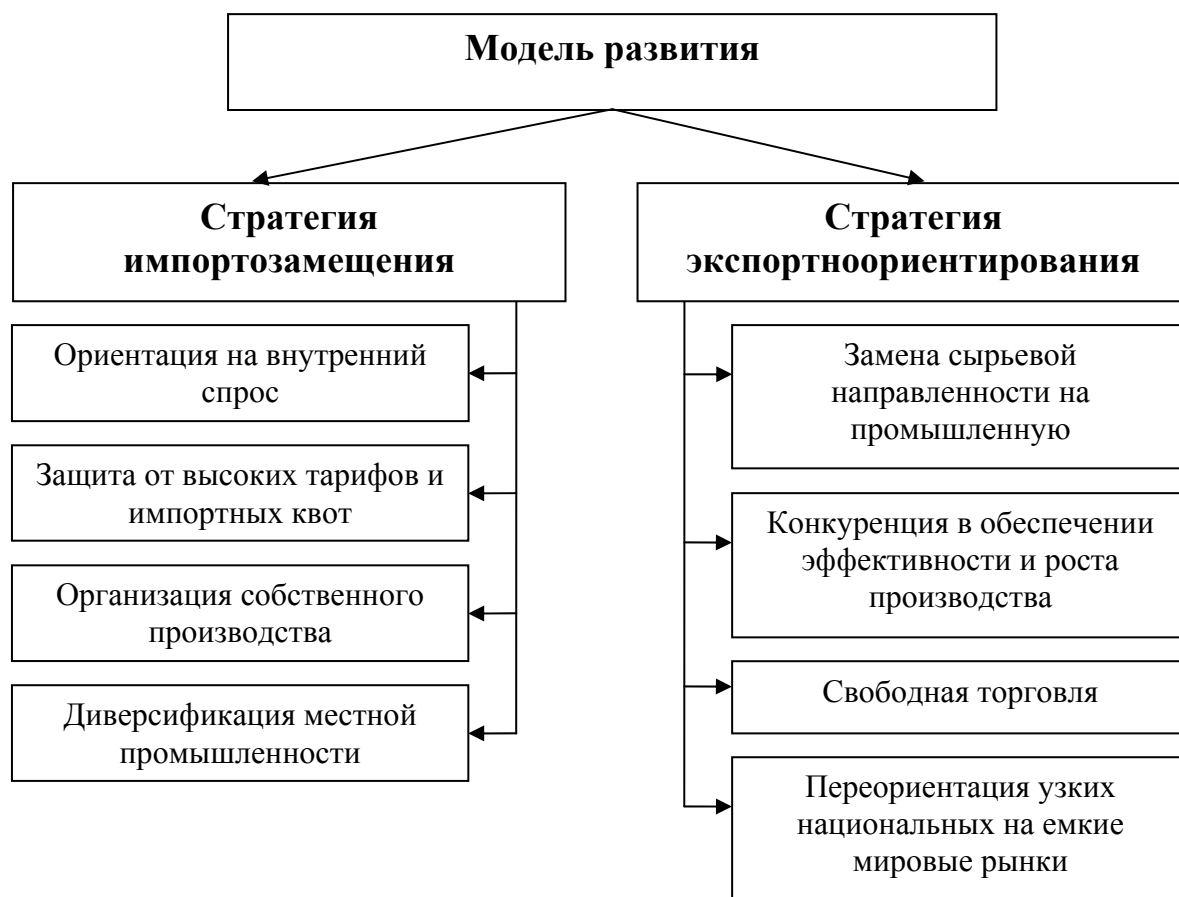 Модель развития
Стратегия
импортозамещения
Ориентация на внутренний
спрос
Защита от высоких тарифов и
импортных квот
Организация собственного
производства
Диверсификация местной
промышленности
Стратегия
экспортноориентирования
Замена сырьевой
направленности на
промышленную
Конкуренция в обеспечении
эффективности и роста
производства
Свободная торговля
Переориентация узких
национальных на емкие
мировые рынки